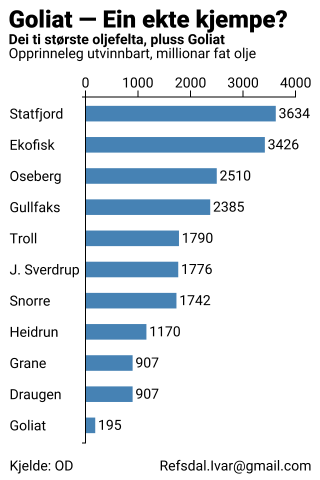 Goliat — Ein ekte kjempe?
Dei ti største oljefelta, pluss Goliat
Opprinneleg utvinnbart, millionar fat olje
0 1000 2000 3000 4000
Statfjord 3634
Ekofisk 3426
Oseberg 2510
Gullfaks 2385
Troll 1790
J. Sverdrup 1776
Snorre 1742
Heidrun 1170
Grane 907
Draugen 907
Goliat 195
Kjelde: OD Refsdal.Ivar@gmail.com